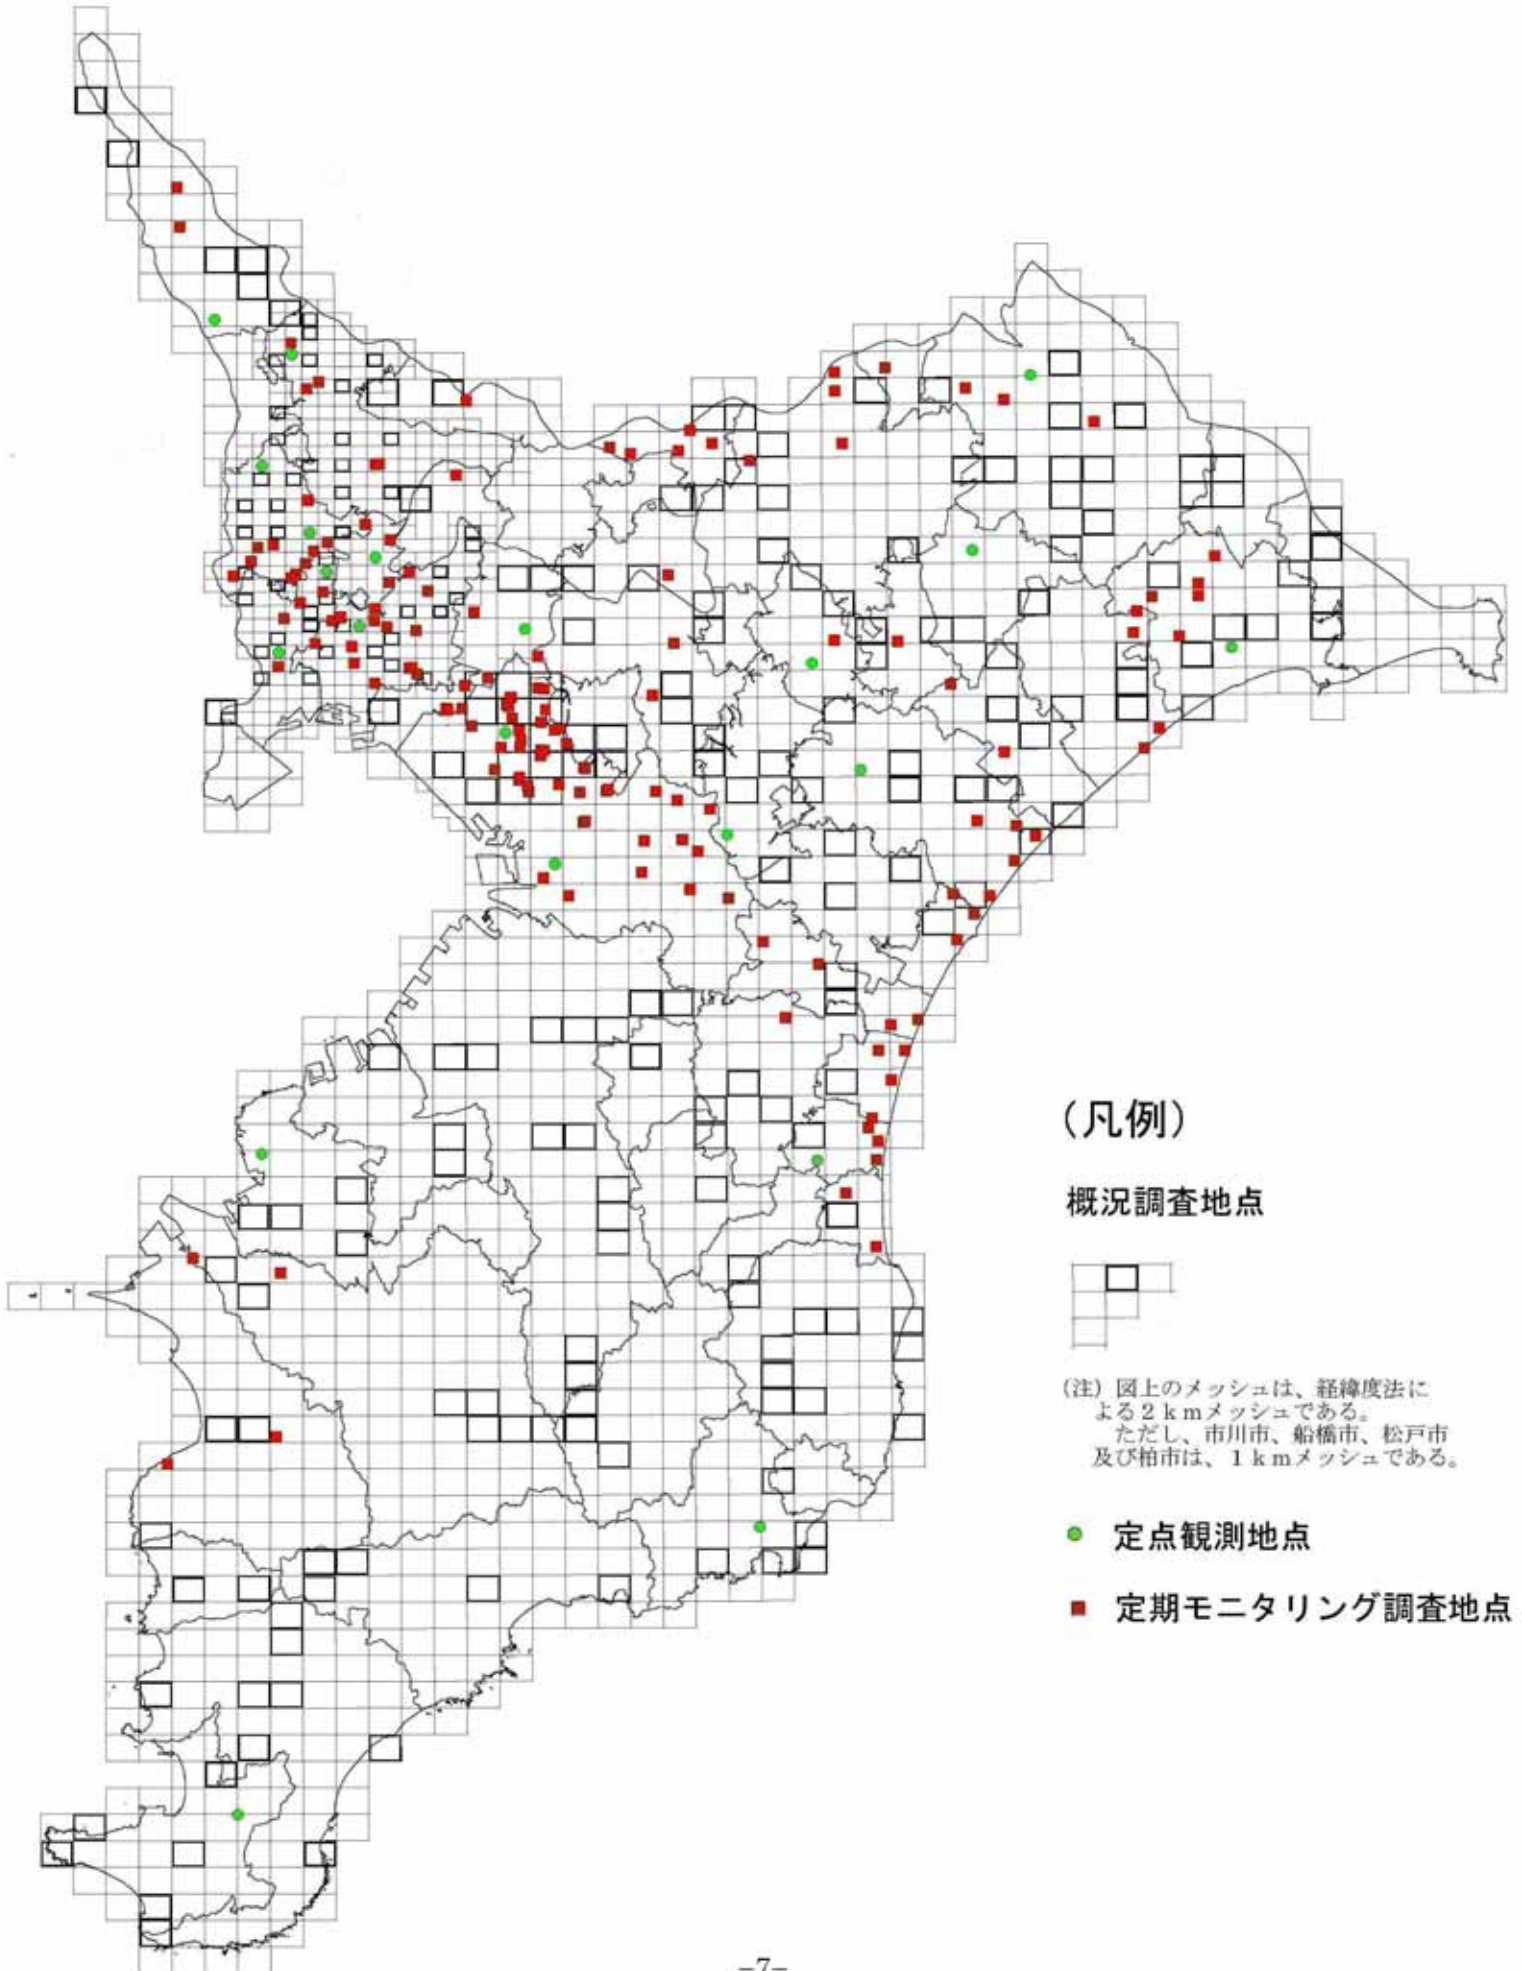 （凡例）
概況調査地点
（注）図上のメッシュは、経緯度法に
よる２ｋｍメッシュである。
ただし、市川市、船橋市、松戸市
及び柏市は、１ｋｍメッシュである。
定点観測地点
定期モニタリング調査地点
−7−